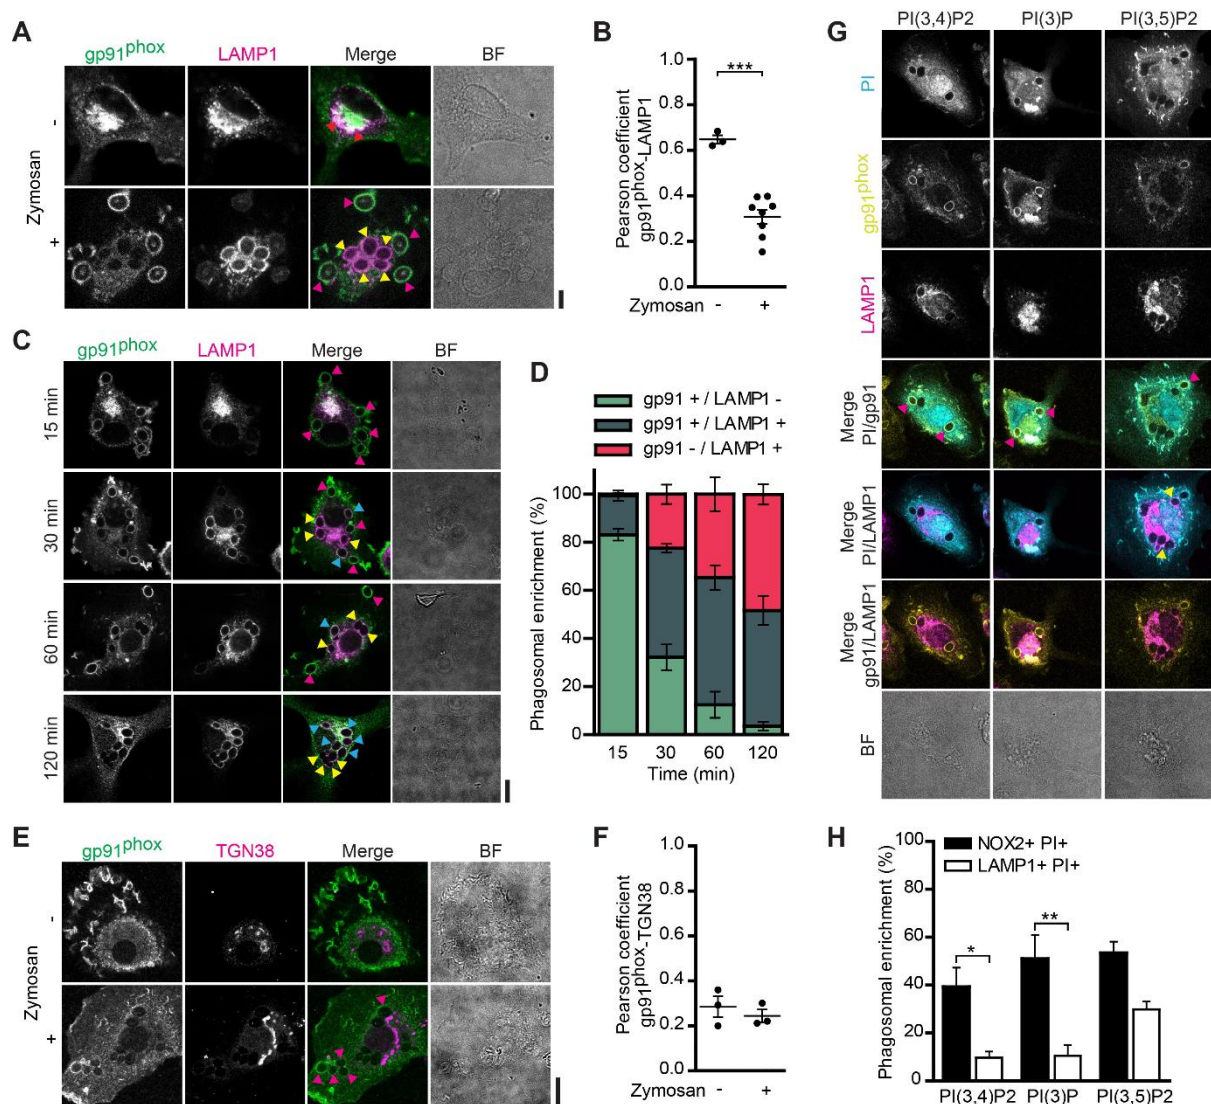 A
gp91phox LAMP1 Merge BF
Zymosan
-
+
B
Pearson coefficient
gp91phox-LAMP1
1.0
0.8
0.6
0.4
0.2
0.0
***
Zymosan - +
C
gp91phox LAMP1 Merge BF
15 min
30 min
60 min
120 min
D
gp91 + / LAMP1 -
gp91 + / LAMP1 +
gp91 - / LAMP1 +
Phagosomal enrichment (%)
100
80
60
40
20
0
15 30 60 120
Time (min)
E
gp91phox TGN38 Merge BF
Zymosan
-
+
F
Pearson coefficient
gp91phox-TGN38
1.0
0.8
0.6
0.4
0.2
0.0
Zymosan - +
G
PI(3,4)P2 PI(3)P PI(3,5)P2
PI
gp91phox
LAMP1
Merge
PI/gp91
Merge
PI/LAMP1
Merge
gp91/LAMP1
BF
H
NOX2+ PI+
LAMP1+ PI+
Phagosomal enrichment (%)
100
80
60
40
20
0
*
**
PI(3,4)P2 PI(3)P PI(3,5)P2